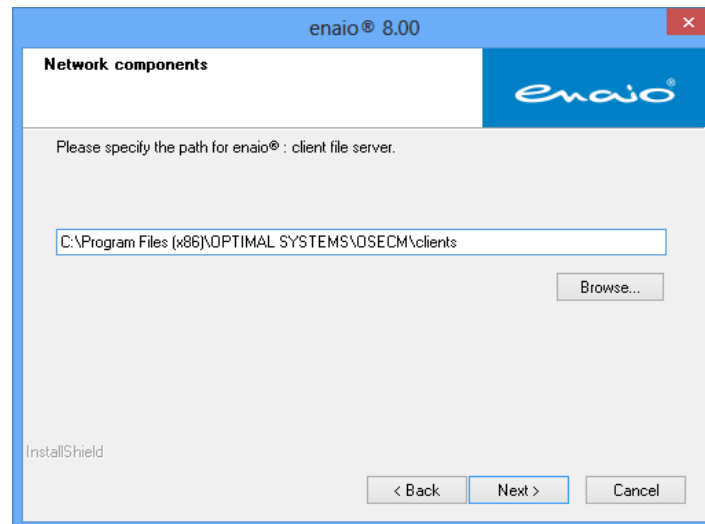 enaio® 8.00
Network components
enaio®
Please specify the path for enaio® : client file server.
C:\Program Files (x86)\OPTIMAL SYSTEMS\OSECM\clients
Browse...
InstallShield
< Back
Next >
Cancel